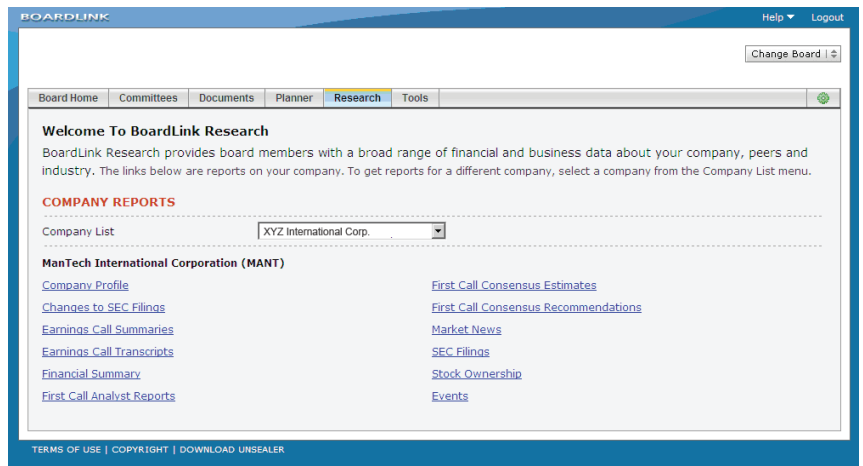 BOARDLINK
Help ▼ Logout
Change Board
Board Home Committees Documents Planner Research Tools
Welcome To BoardLink Research
BoardLink Research provides board members with a broad range of financial and business data about your company, peers and
industry. The links below are reports on your company. To get reports for a different company, select a company from the Company List menu.
COMPANY REPORTS
Company List XYZ International Corp.
ManTech International Corporation (MANT)
Company Profile First Call Consensus Estimates
Changes to SEC Filings First Call Consensus Recommendations
Earnings Call Summaries Market News
Earnings Call Transcripts SEC Filings
Financial Summary Stock Ownership
First Call Analyst Reports Events
TERMS OF USE | COPYRIGHT | DOWNLOAD UNSEALER